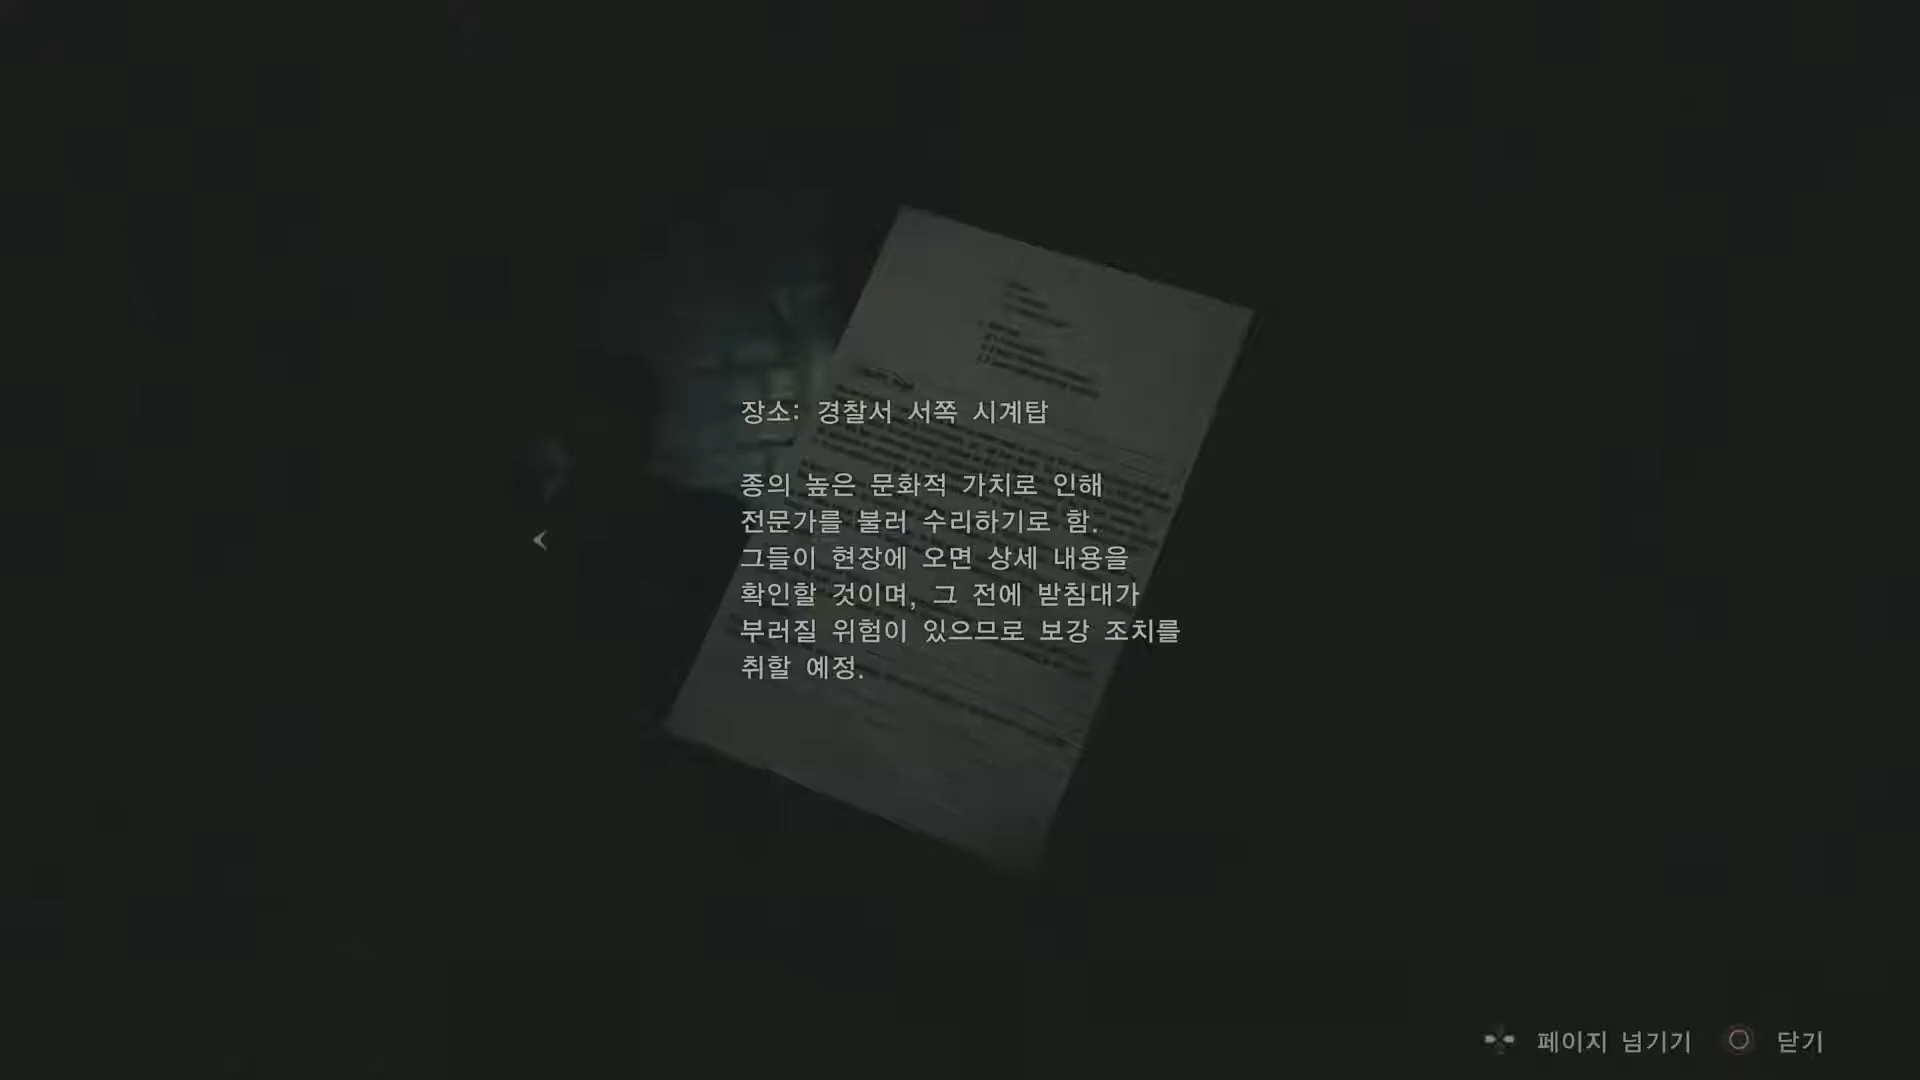 장소: 경찰서 서쪽 시계탑
종의 높은 문화적 가치로 인해
전문가를 불러 수리하기로 함.
그들이 현장에 오면 상세 내용을
확인할 것이며, 그 전에 받침대가
부러질 위험이 있으므로 보강 조치를
취할 예정.
페이지 넘기기
닫기